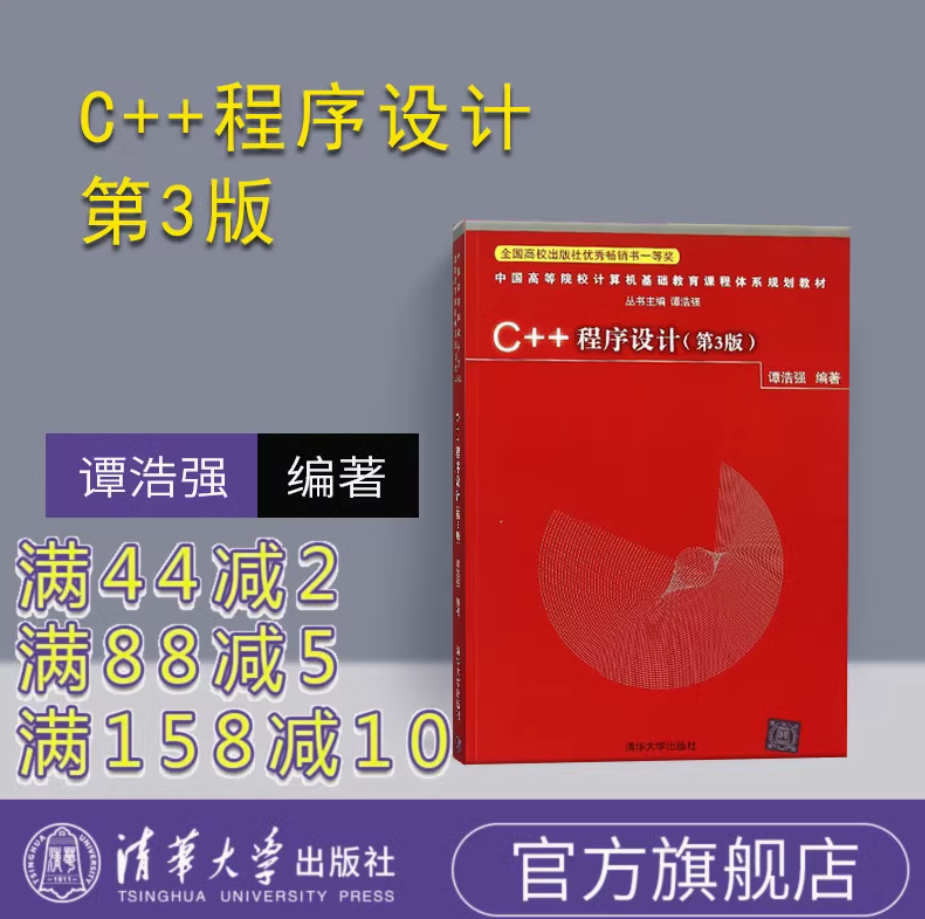 C++程序设计
第3版
全国高校出版社优秀畅销书一等奖
中国高等院校计算机基础教育课程体系规划教材
丛书主编 谭浩强
C++ 程序设计（第3版）
谭浩强 编著
谭浩强 编著
满44减2
满88减5
满158减10
清华大学出版社
清华大学出版社
TSINGHUA UNIVERSITY PRESS
官方旗舰店